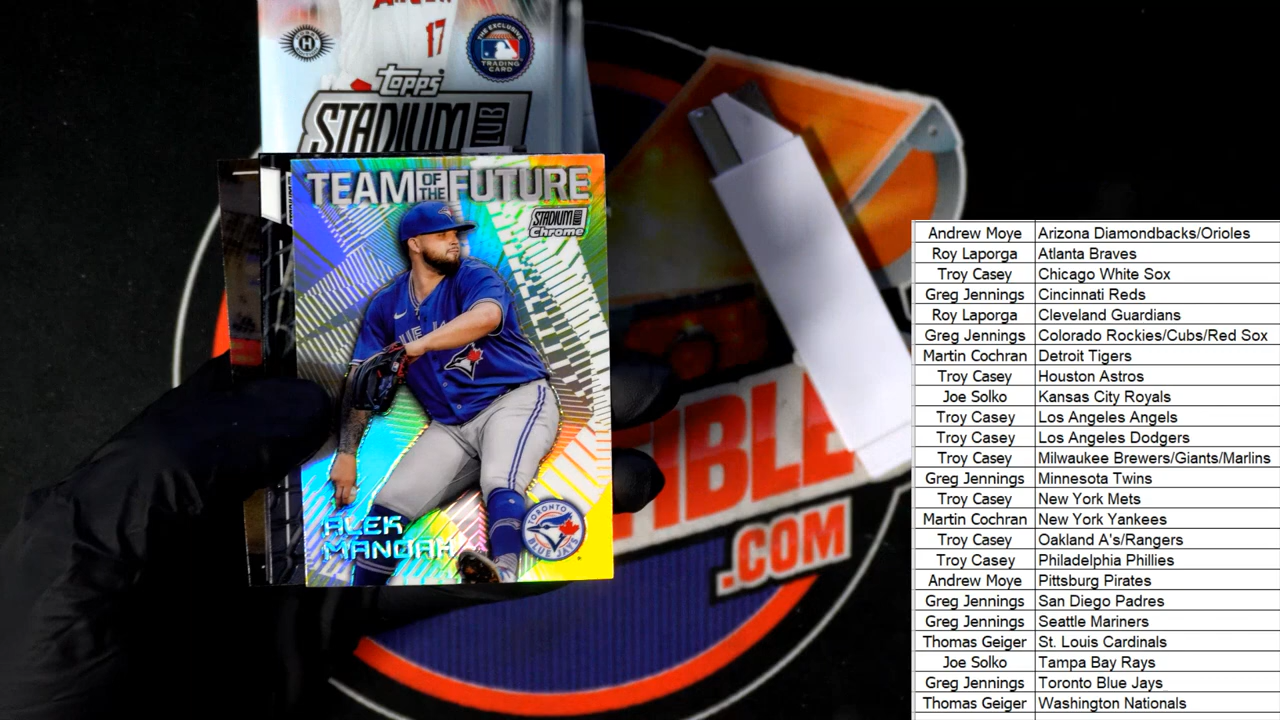 17
H
THE EXCLUSIVE
TRADING CARD
Topps
STADIUM
TEAM OF THE FUTURE
STADIUM
Chrome
ALEK
MANOAH
TORONTO
BLUE JAYS
IBLE
.COM
Andrew Moye Arizona Diamondbacks/Orioles
Roy Laporga Atlanta Braves
Troy Casey Chicago White Sox
Greg Jennings Cincinnati Reds
Roy Laporga Cleveland Guardians
Greg Jennings Colorado Rockies/Cubs/Red Sox
Martin Cochran Detroit Tigers
Troy Casey Houston Astros
Joe Solko Kansas City Royals
Troy Casey Los Angeles Angels
Troy Casey Los Angeles Dodgers
Troy Casey Milwaukee Brewers/Giants/Marlins
Greg Jennings Minnesota Twins
Troy Casey New York Mets
Martin Cochran New York Yankees
Troy Casey Oakland A's/Rangers
Troy Casey Philadelphia Phillies
Andrew Moye Pittsburg Pirates
Greg Jennings San Diego Padres
Greg Jennings Seattle Mariners
Thomas Geiger St. Louis Cardinals
Joe Solko Tampa Bay Rays
Greg Jennings Toronto Blue Jays
Thomas Geiger Washington Nationals